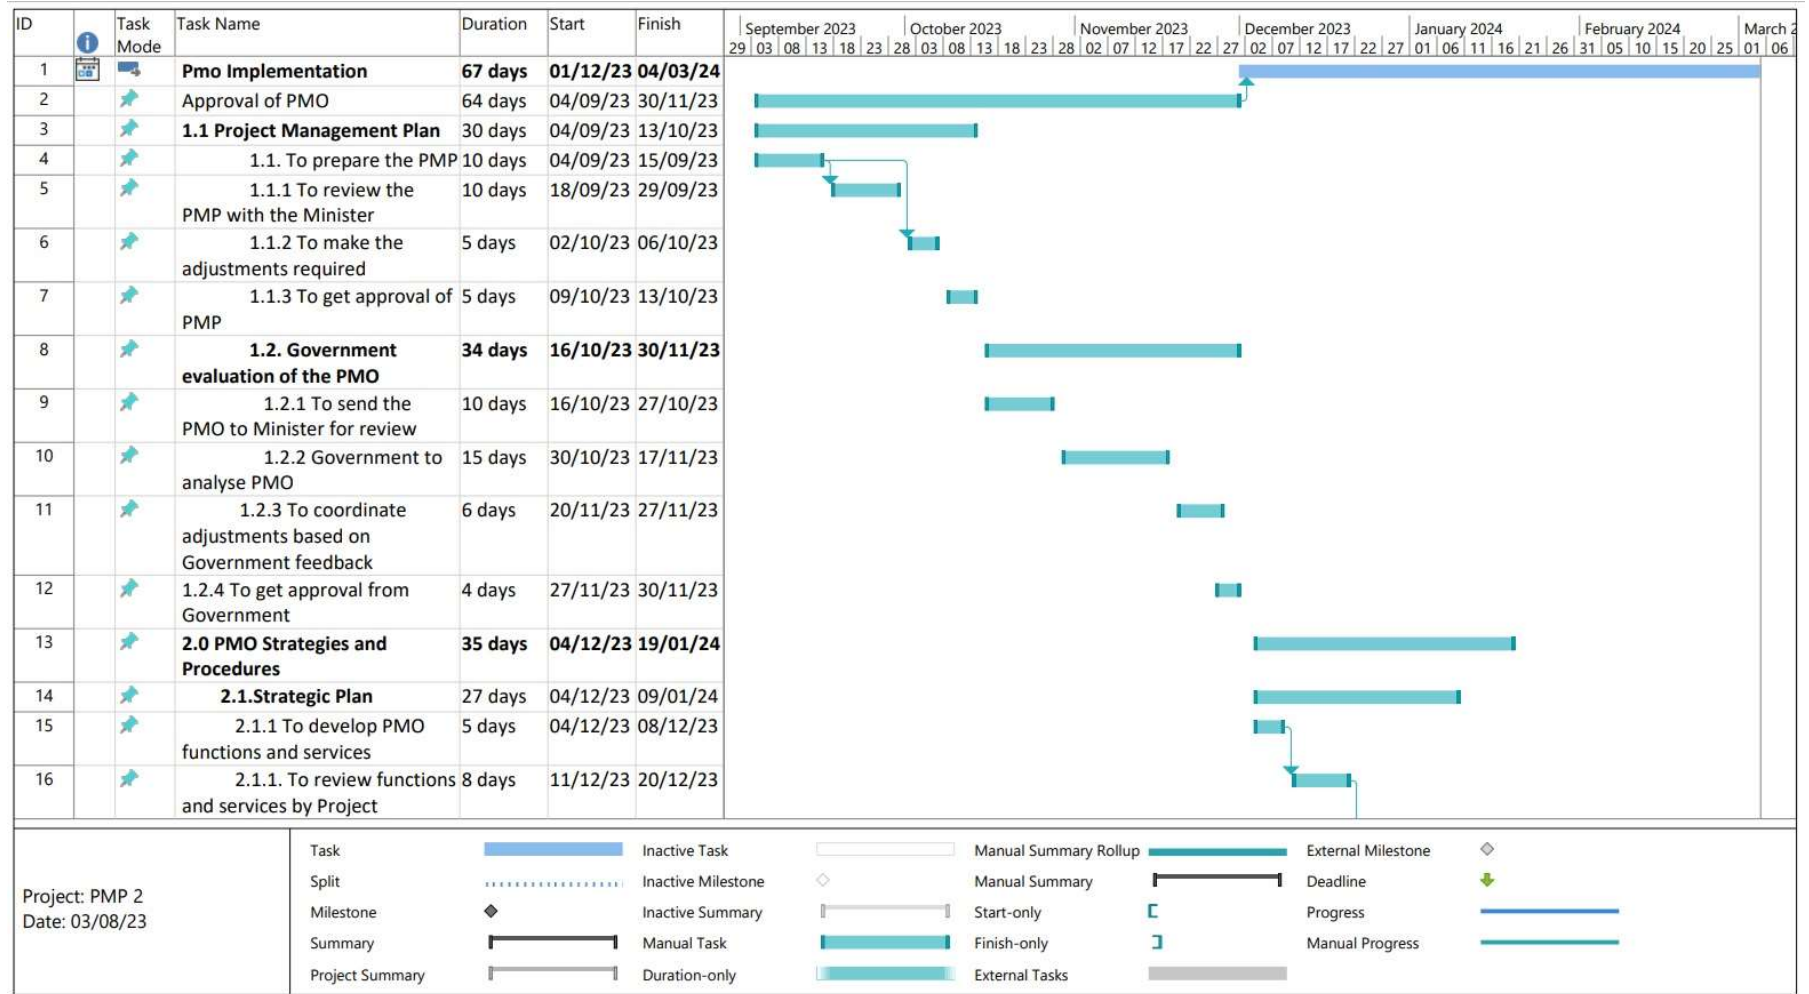 ID Task Mode Task Name Duration Start Finish
September 2023 October 2023 November 2023 December 2023 January 2024 February 2024 March 2
29 03 08 13 18 23 28 03 08 13 18 23 28 02 07 12 17 22 27 02 07 12 17 22 27 01 06 11 16 21 26 31 05 10 15 20 25 01 06
1 Pmo Implementation 67 days 01/12/23 04/03/24
2 Approval of PMO 64 days 04/09/23 30/11/23
3 1.1 Project Management Plan 30 days 04/09/23 13/10/23
4 1.1. To prepare the PMP 10 days 04/09/23 15/09/23
5 1.1.1 To review the 10 days 18/09/23 29/09/23
PMP with the Minister
6 1.1.2 To make the 5 days 02/10/23 06/10/23
adjustments required
7 1.1.3 To get approval of 5 days 09/10/23 13/10/23
PMP
8 1.2. Government 34 days 16/10/23 30/11/23
evaluation of the PMO
9 1.2.1 To send the 10 days 16/10/23 27/10/23
PMO to Minister for review
10 1.2.2 Government to 15 days 30/10/23 17/11/23
analyse PMO
11 1.2.3 To coordinate 6 days 20/11/23 27/11/23
adjustments based on
Government feedback
12 1.2.4 To get approval from 4 days 27/11/23 30/11/23
Government
13 2.0 PMO Strategies and 35 days 04/12/23 19/01/24
Procedures
14 2.1.Strategic Plan 27 days 04/12/23 09/01/24
15 2.1.1 To develop PMO 5 days 04/12/23 08/12/23
functions and services
16 2.1.1. To review functions 8 days 11/12/23 20/12/23
and services by Project
Project: PMP 2
Date: 03/08/23
Task Inactive Task Manual Summary Rollup External Milestone
Split Inactive Milestone Manual Summary Deadline
Milestone Inactive Summary Start-only Progress
Summary Manual Task Finish-only Manual Progress
Project Summary Duration-only External Tasks